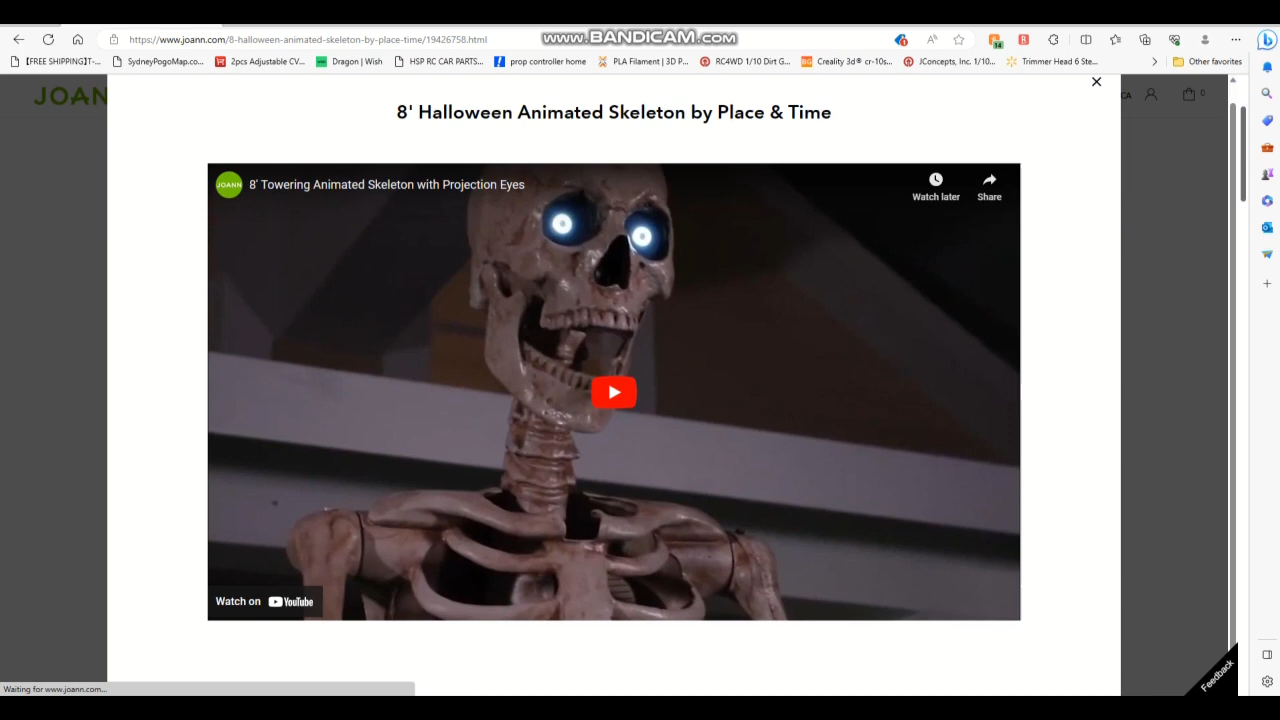 www.BANDICAM.com
https://www.joann.com/8-halloween-animated-skeleton-by-place-time/19426758.html
[FREE SHIPPING]T-...
SydneyPogoMap.co...
2pcs Adjustable CV...
Dragon | Wish
HSP RC CAR PARTS...
prop controller home
PLA Filament | 3D P...
RC4WD 1/10 Dirt G...
Creality 3d® cr-10s...
JConcepts, Inc. 1/10...
Trimmer Head 6 Ste...
Other favorites
JOAN
CA
0
8' Halloween Animated Skeleton by Place & Time
JOANN
8' Towering Animated Skeleton with Projection Eyes
Watch later
Share
Watch on YouTube
Feedback
Waiting for www.joann.com...